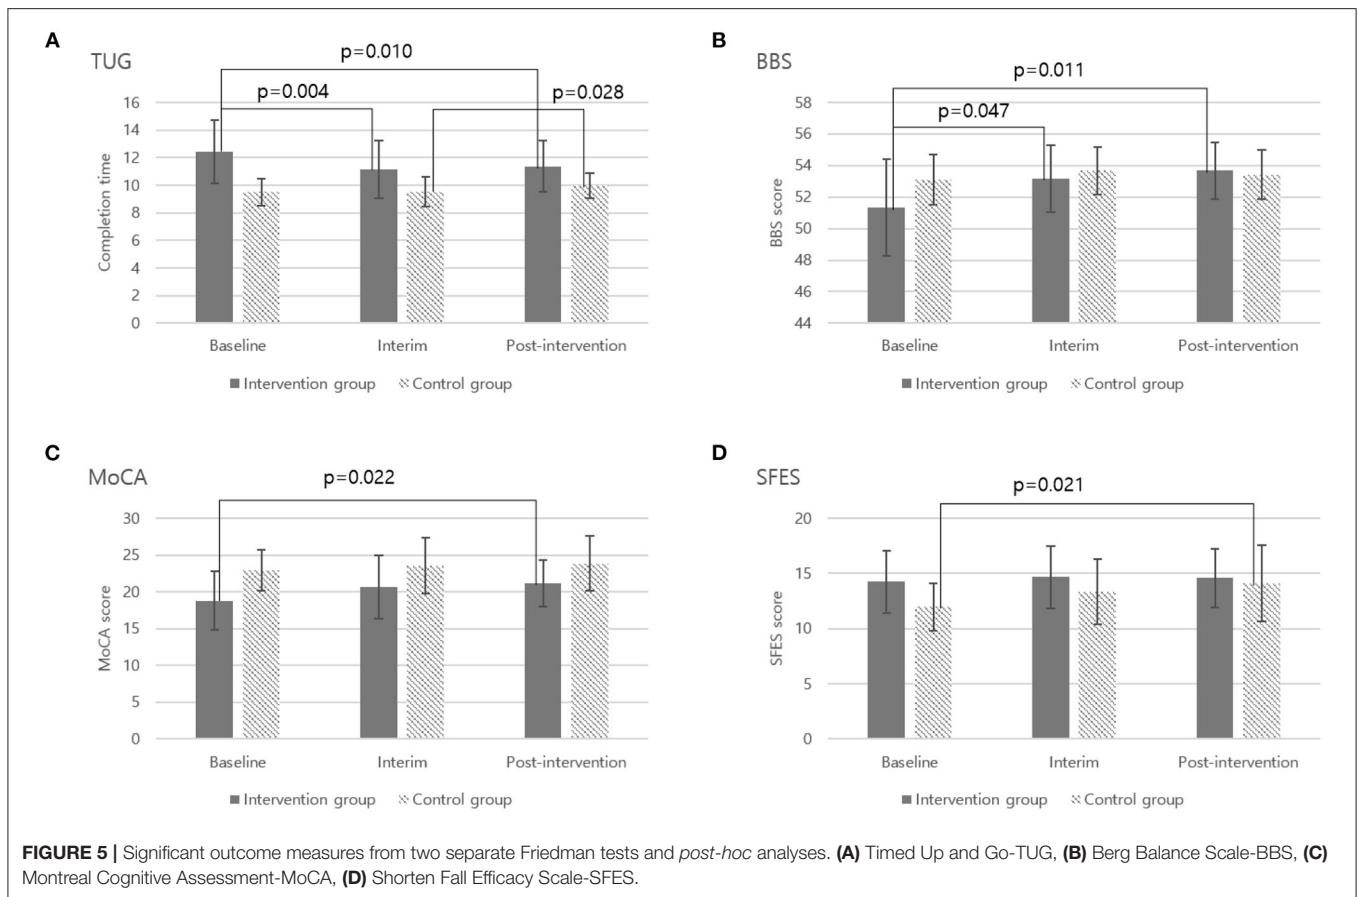 A
TUG
p=0.010
p=0.004
p=0.028
16
14
12
10
8
6
4
2
0
Completion time
Baseline Interim Post-intervention
Intervention group Control group
B
BBS
p=0.011
p=0.047
58
56
54
52
50
48
46
44
BBS score
Baseline Interim Post-intervention
Intervention group Control group
C
MoCA
p=0.022
30
25
20
15
10
5
0
MoCA score
Baseline Interim Post-intervention
Intervention group Control group
D
SFES
p=0.021
20
15
10
5
0
SFES score
Baseline Interim Post-intervention
Intervention group Control group
FIGURE 5 | Significant outcome measures from two separate Friedman tests and post-hoc analyses. (A) Timed Up and Go-TUG, (B) Berg Balance Scale-BBS, (C)
Montreal Cognitive Assessment-MoCA, (D) Shorten Fall Efficacy Scale-SFES.